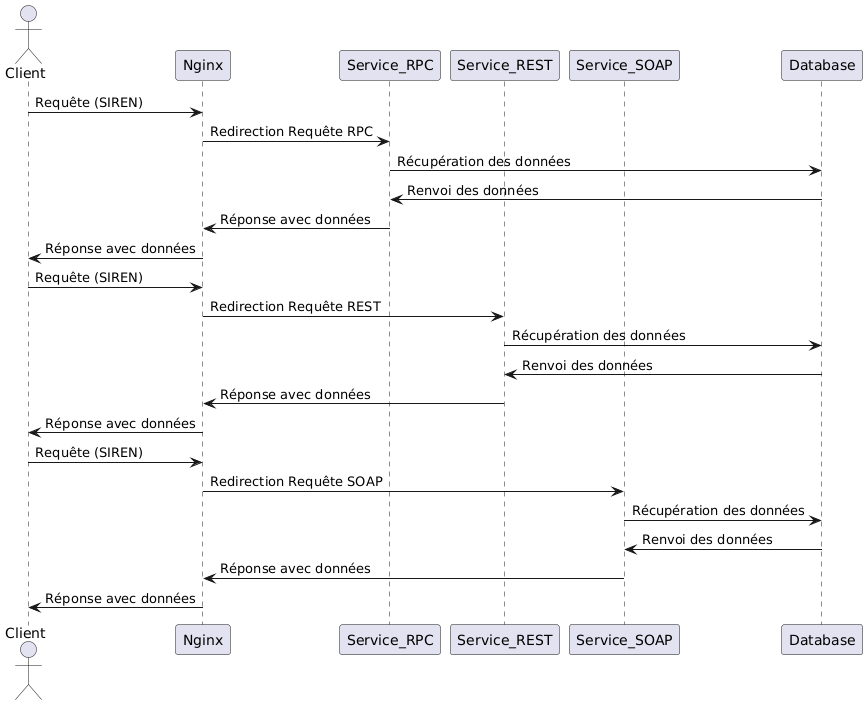 Client
Nginx
Service_RPC
Service_REST
Service_SOAP
Database
Requête (SIREN)
Redirection Requête RPC
Récupération des données
Renvoi des données
Réponse avec données
Réponse avec données
Requête (SIREN)
Redirection Requête REST
Récupération des données
Renvoi des données
Réponse avec données
Réponse avec données
Requête (SIREN)
Redirection Requête SOAP
Récupération des données
Renvoi des données
Réponse avec données
Réponse avec données
Client
Nginx
Service_RPC
Service_REST
Service_SOAP
Database